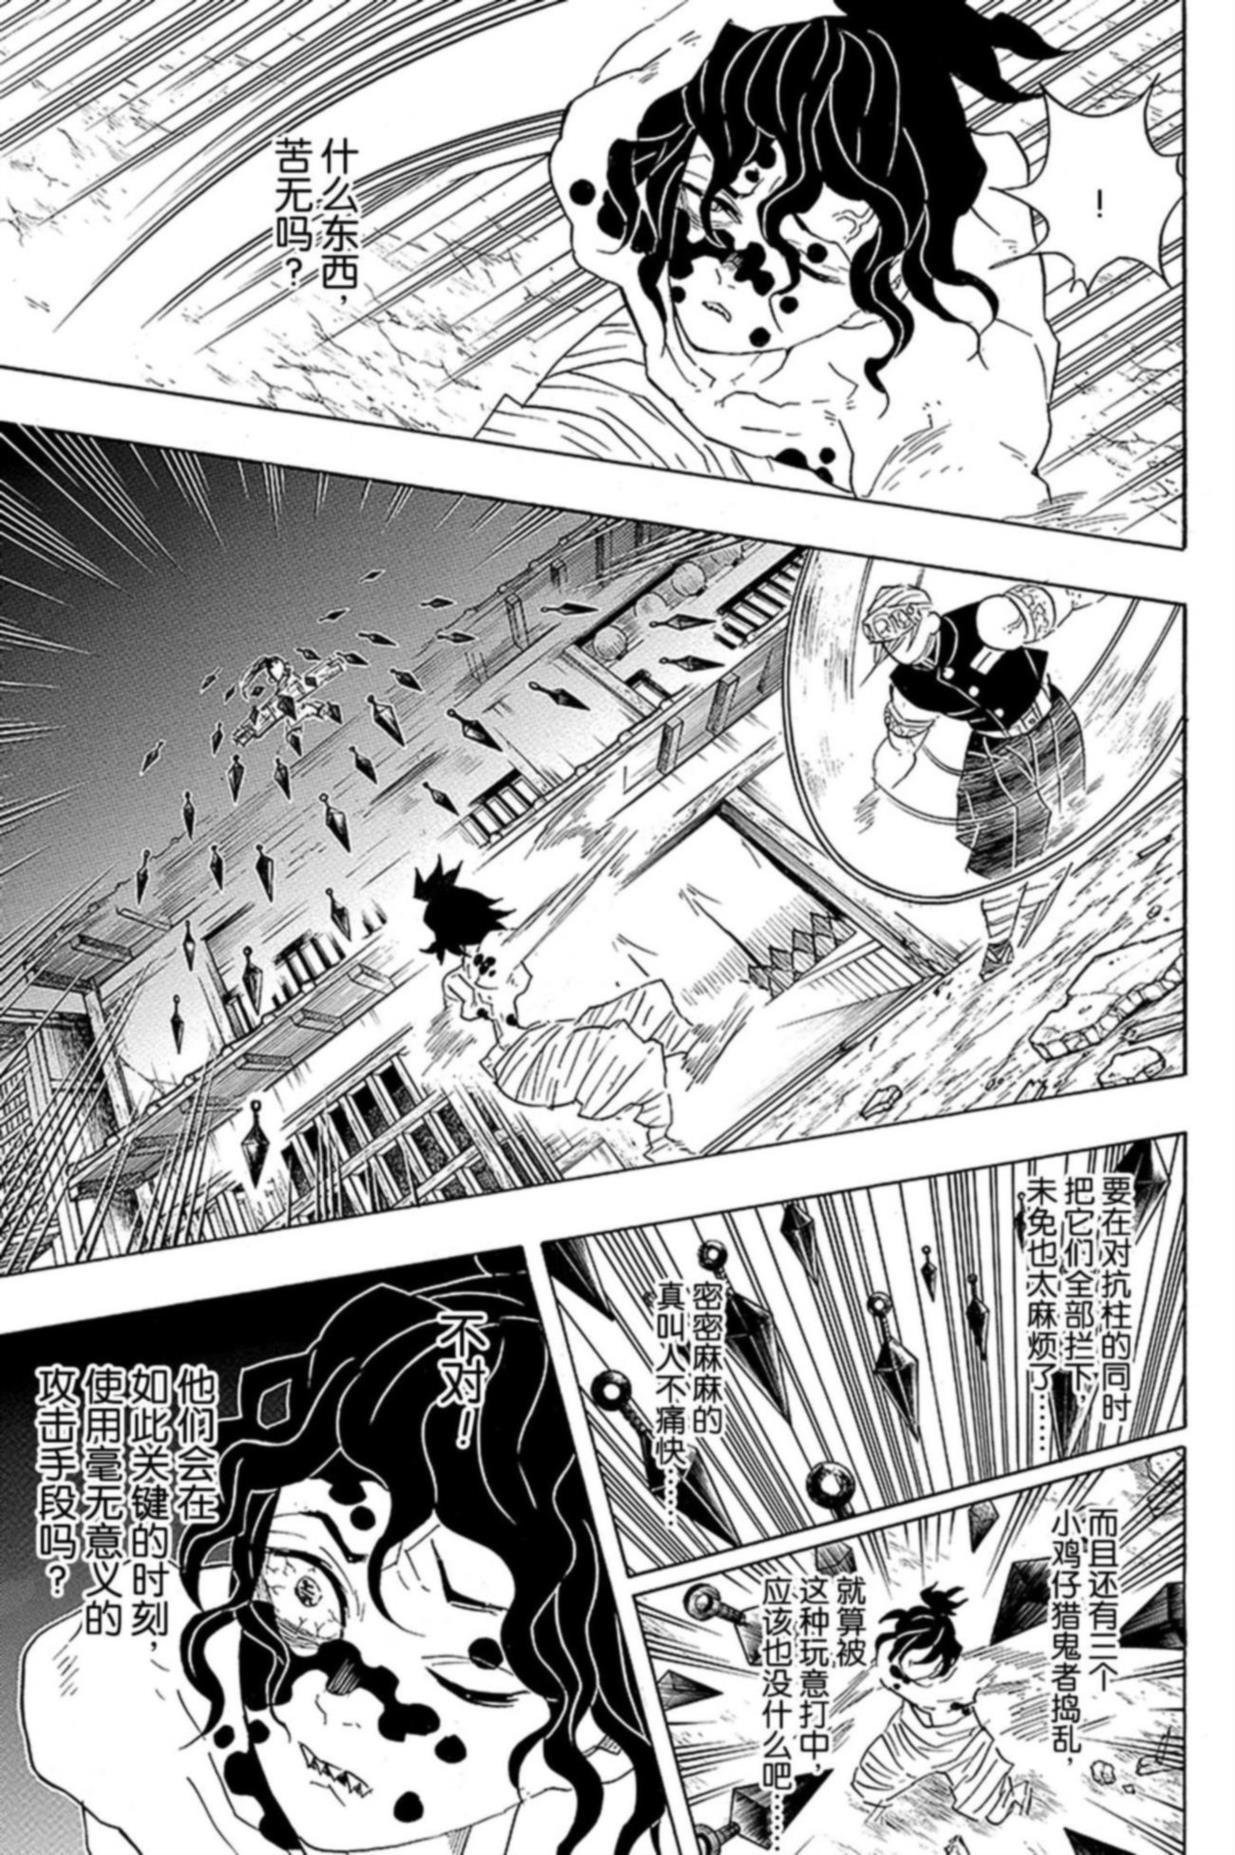 ！
什么东西，
苦无吗？
要在对抗柱的同时
把它们全部拦下，
未免也太麻烦了……
密密麻麻的
真叫人不痛快……
而且还有三个
小鸡仔猎鬼者捣乱，
就算被
这种玩意打中，
应该也没什么吧……
不对！
他们会在
如此关键的时刻，
使用毫无意义的
攻击手段吗？